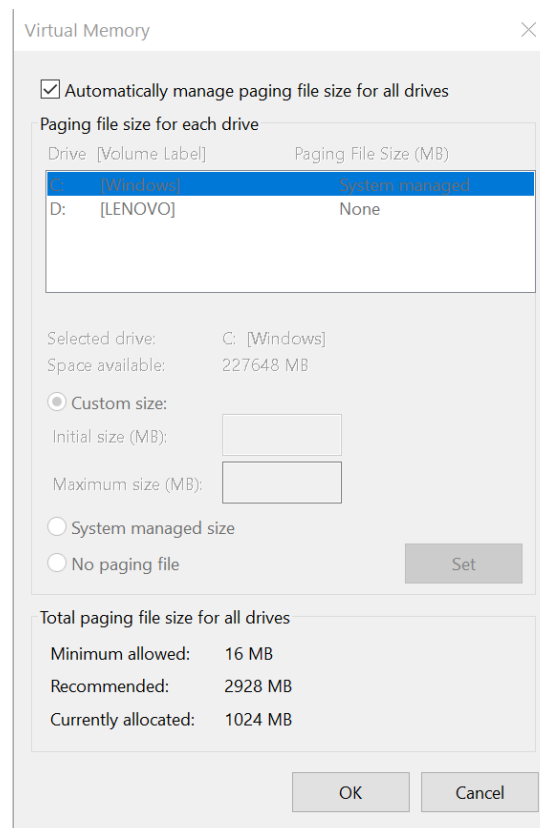 Virtual Memory
Automatically manage paging file size for all drives
Paging file size for each drive
Drive [Volume Label] Paging File Size (MB)
C: [Windows] System managed
D: [LENOVO] None
Selected drive: C: [Windows]
Space available: 227648 MB
Custom size:
Initial size (MB):
Maximum size (MB):
System managed size
No paging file Set
Total paging file size for all drives
Minimum allowed: 16 MB
Recommended: 2928 MB
Currently allocated: 1024 MB
OK Cancel